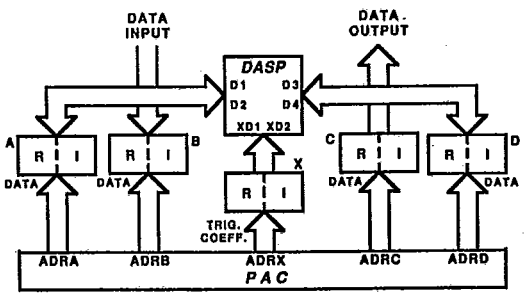 DATA INPUT
DATA OUTPUT
DASP
D1 D3
D2 D4
XD1 XD2
A R I
B R I
C R I
D R I
DATA DATA DATA DATA
X
R I
TRIG. COEFF.
ADRA ADRB ADRX ADRC ADRD
PAC